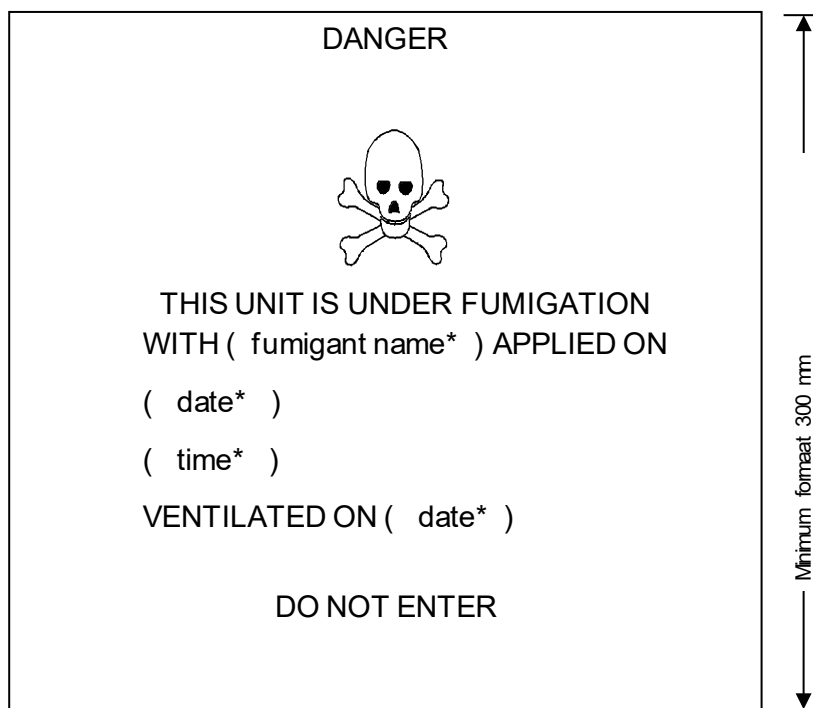 DANGER
THIS UNIT IS UNDER FUMIGATION
WITH ( fumigant name* ) APPLIED ON
( date* )
( time* )
VENTILATED ON ( date* )
DO NOT ENTER
Minimum formaat 300 mm